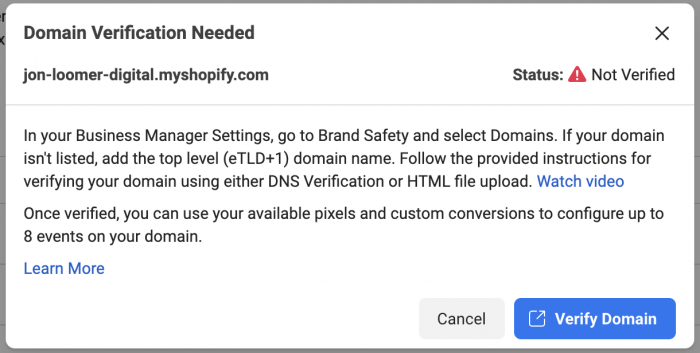 Domain Verification Needed
jon-loomer-digital.myshopify.com
Status: Not Verified
In your Business Manager Settings, go to Brand Safety and select Domains. If your domain
isn't listed, add the top level (eTLD+1) domain name. Follow the provided instructions for
verifying your domain using either DNS Verification or HTML file upload. Watch video
Once verified, you can use your available pixels and custom conversions to configure up to
8 events on your domain.
Learn More
Cancel
Verify Domain